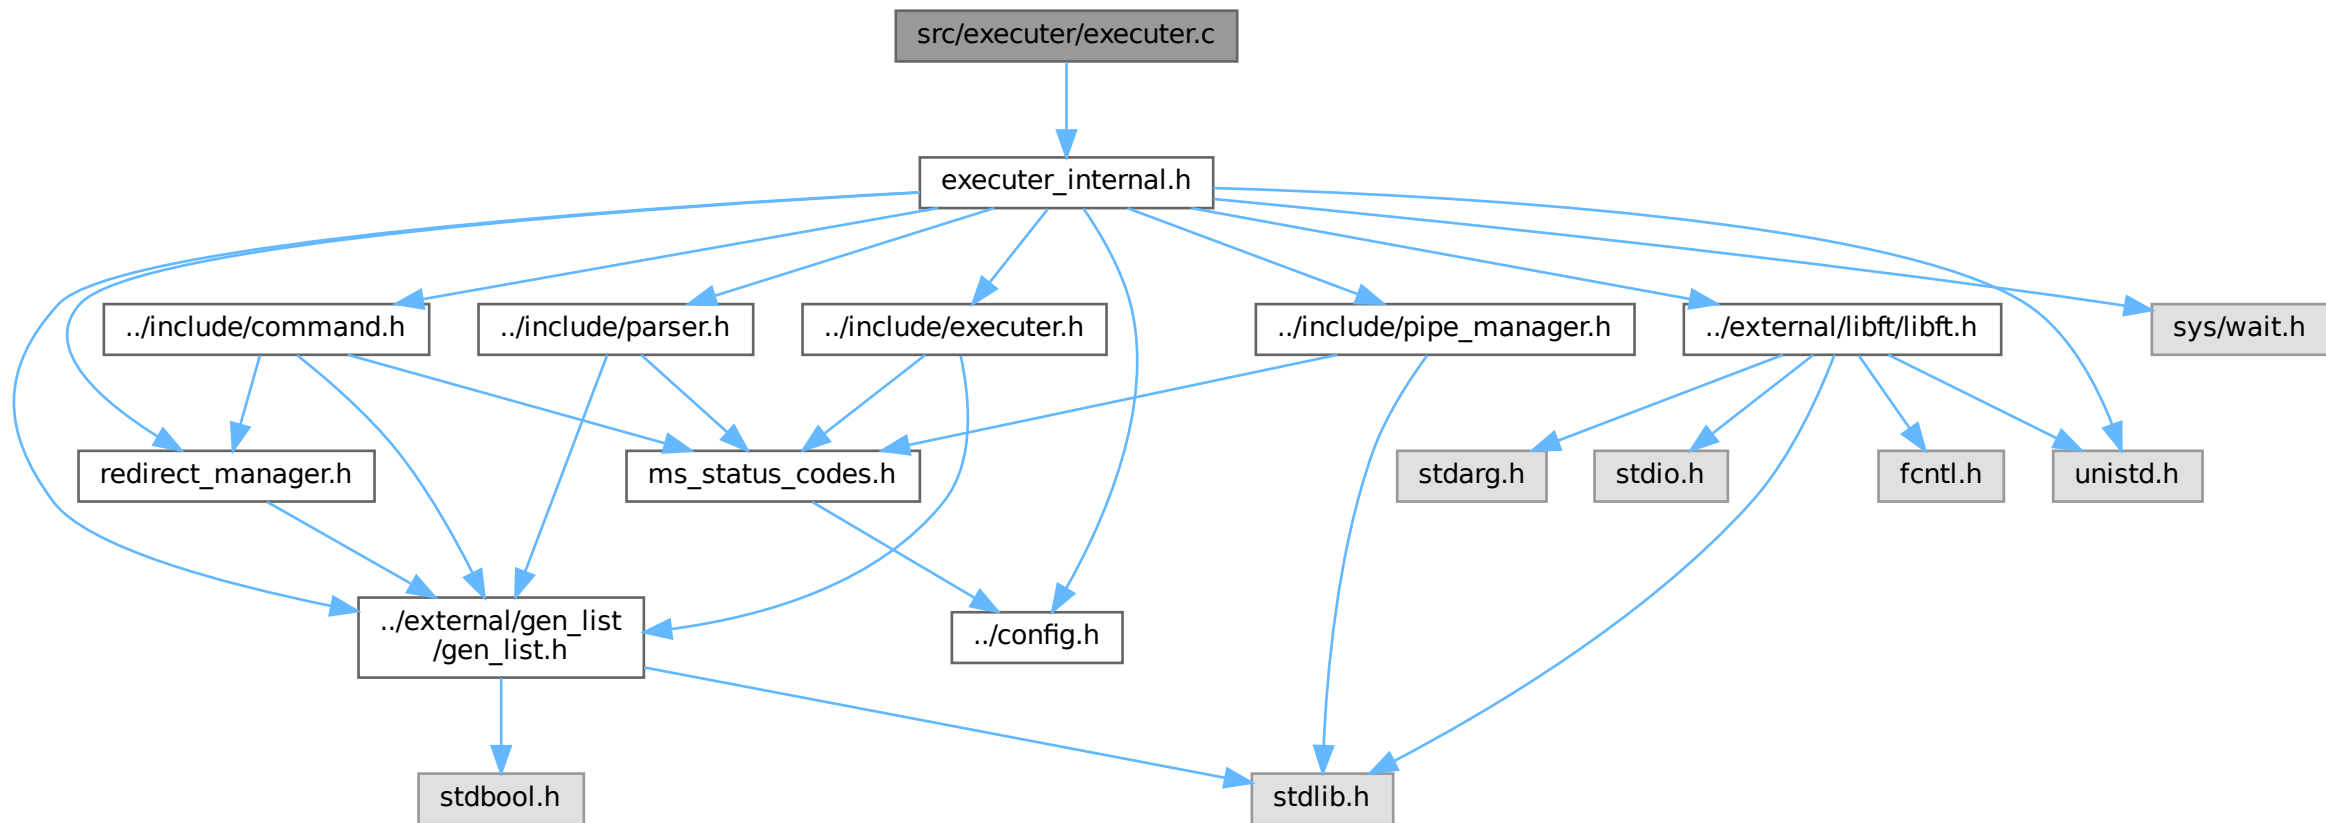 src/executer/executer.c
executer_internal.h
../include/command.h
../include/parser.h
../include/executer.h
../include/pipe_manager.h
../external/libft/libft.h
sys/wait.h
redirect_manager.h
ms_status_codes.h
stdarg.h
stdio.h
fcntl.h
unistd.h
../external/gen_list
/gen_list.h
../config.h
stdbool.h
stdlib.h